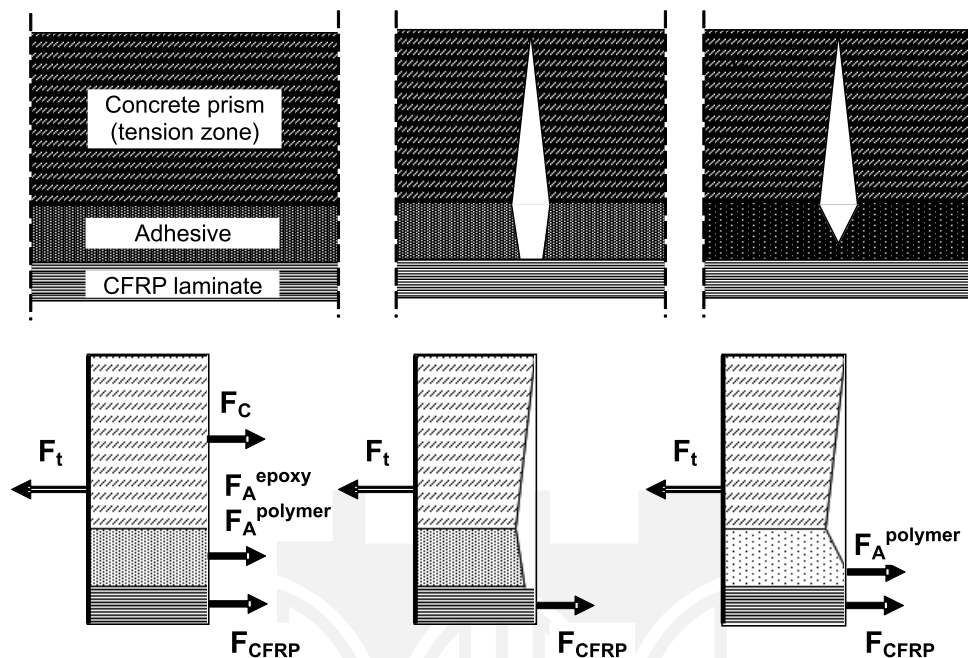 Concrete prism
(tension zone)
Adhesive
CFRP laminate
F_C
F_t
F_A^epoxy
F_A^polymer
F_CFRP
F_t
F_CFRP
F_t
F_A^polymer
F_CFRP